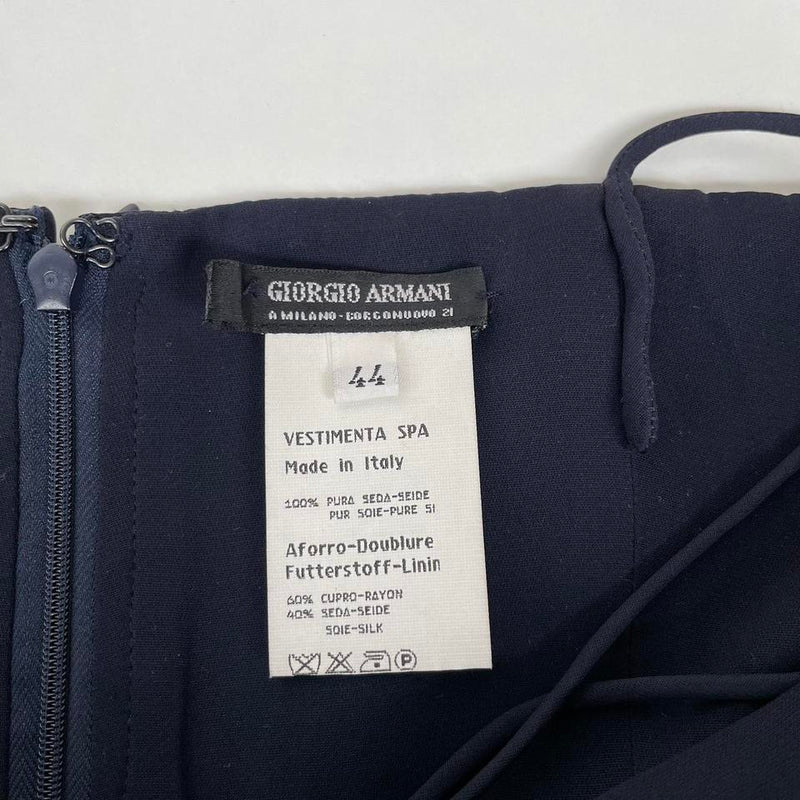 GIORGIO ARMANI
A MILANO-BORGONUOVO 21
44
VESTIMENTA SPA
Made in Italy
100% PURA SEDA-SEIDE
PUR SOIE-PURE SI
Aforro-Doublure
Futterstoff-Linin
60% CUPRO-RAYON
40% SEDA-SEIDE
SOIE-SILK
P